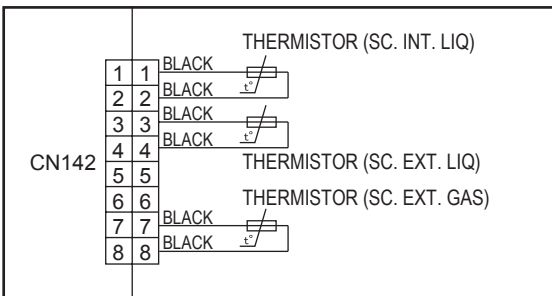 THERMISTOR (SC. INT. LIQ)
1 1 BLACK
t°
2 2 BLACK
3 3 BLACK
t°
4 4 BLACK
CN142
THERMISTOR (SC. EXT. LIQ)
5 5
THERMISTOR (SC. EXT. GAS)
6 6
7 7 BLACK
t°
8 8 BLACK